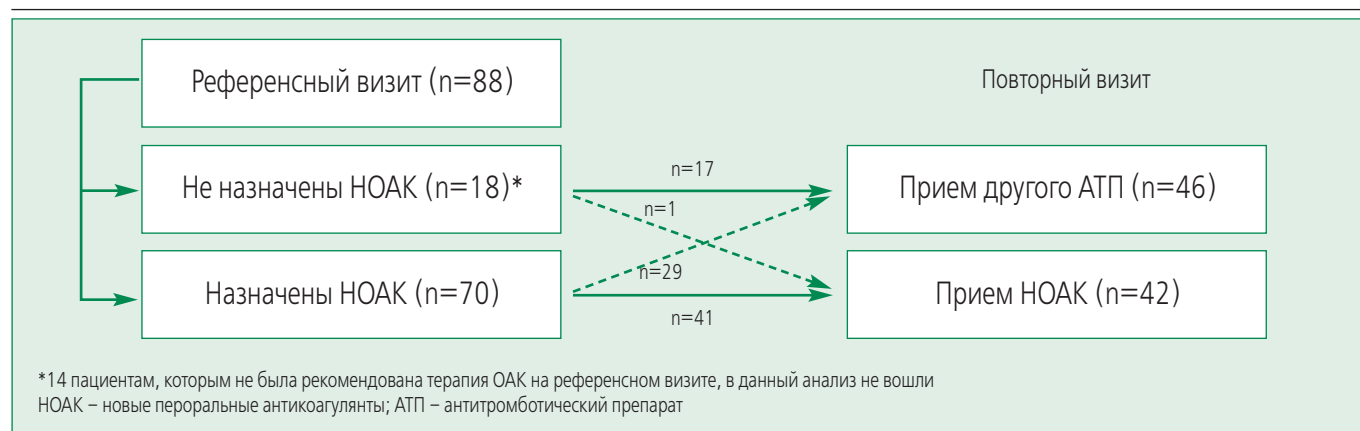 Референсный визит (n=88)
Повторный визит
Не назначены НОАК (n=18)*
n=17
n=1
Прием другого АТП (n=46)
Назначены НОАК (n=70)
n=29
n=41
Прием НОАК (n=42)
*14 пациентам, которым не была рекомендована терапия ОАК на референсном визите, в данный анализ не вошли
НОАК – новые пероральные антикоагулянты; АТП – антитромботический препарат